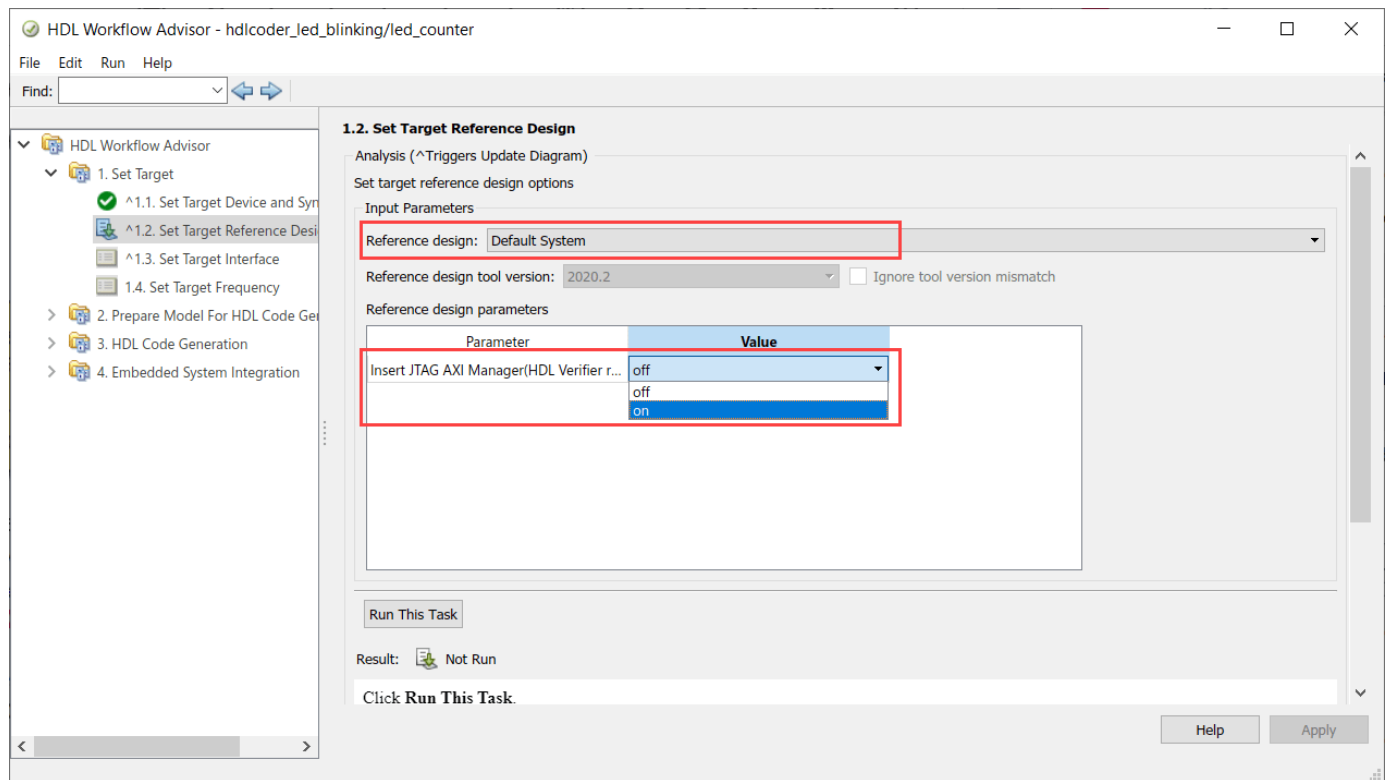 HDL Workflow Advisor - hdlcoder_led_blinking/led_counter
File Edit Run Help
Find:
HDL Workflow Advisor
1. Set Target
^1.1. Set Target Device and Syn
^1.2. Set Target Reference Desi
^1.3. Set Target Interface
1.4. Set Target Frequency
2. Prepare Model For HDL Code Ge
3. HDL Code Generation
4. Embedded System Integration
1.2. Set Target Reference Design
Analysis (^Triggers Update Diagram)
Set target reference design options
Input Parameters
Reference design: Default System
Reference design tool version: 2020.2 Ignore tool version mismatch
Reference design parameters
Parameter Value
Insert JTAG AXI Manager(HDL Verifier r... off
off
on
Run This Task
Result: Not Run
Click Run This Task.
Help Apply